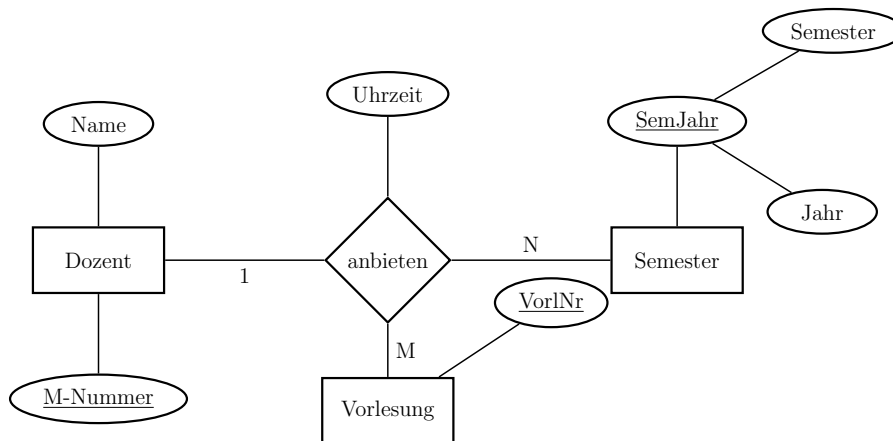 Semester
Uhrzeit
Name
SemJahr
Jahr
Dozent
1
anbieten
N
Semester
VorlNr
M
M-Nummer
Vorlesung